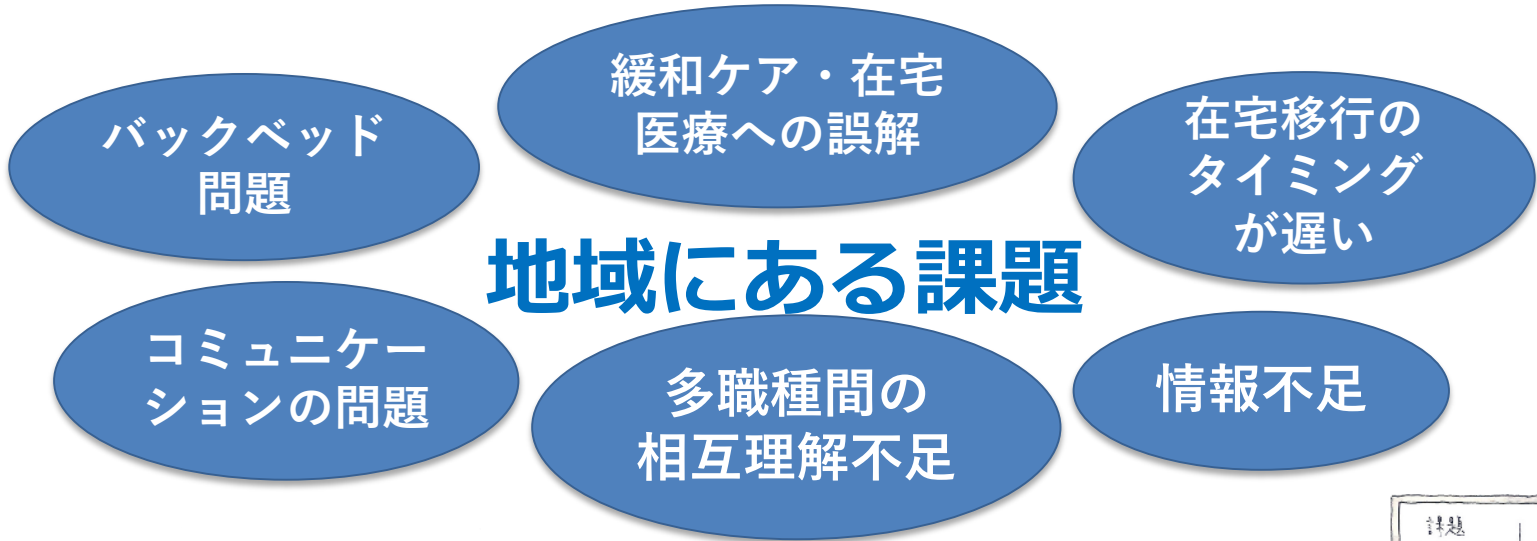 緩和ケア・在宅
医療への誤解
バックベッド
問題
在宅移行の
タイミング
が遅い
地域にある課題
コミュニケー
ションの問題
多職種間の
相互理解不足
情報不足
課題